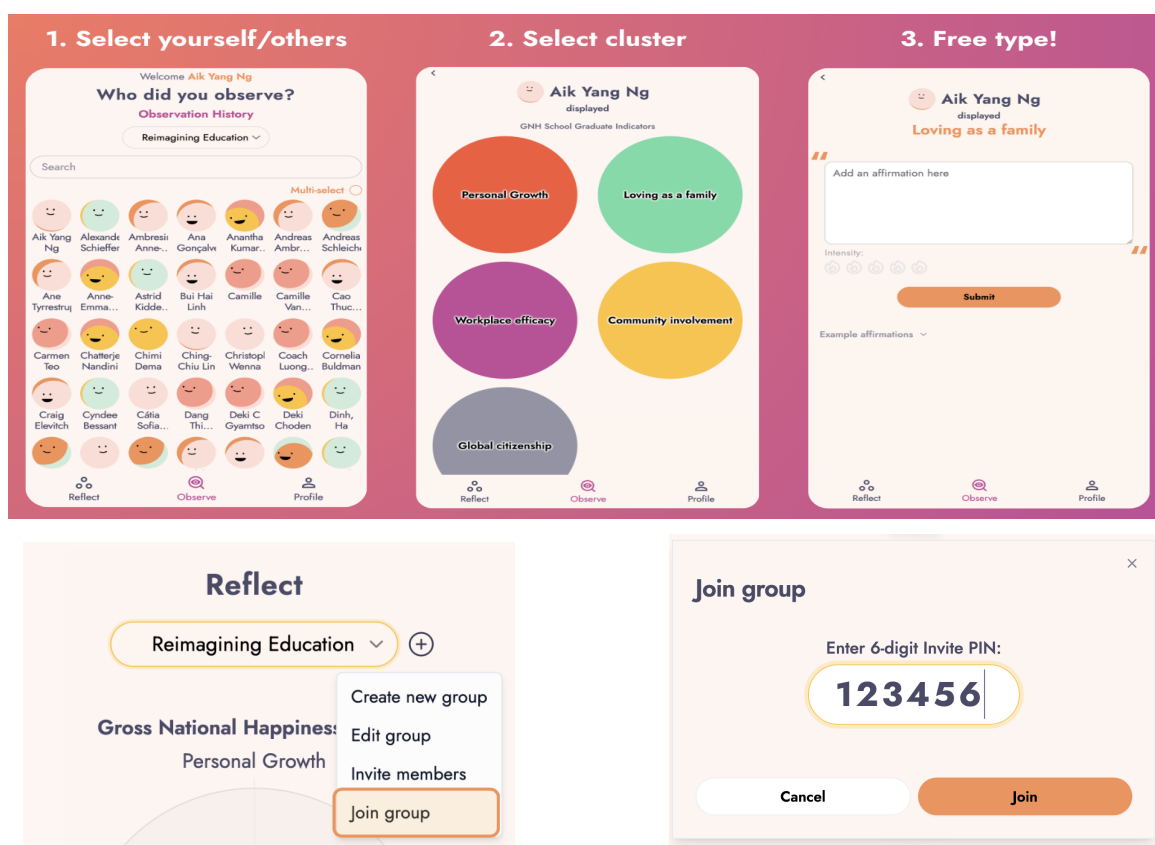 1. Select yourself/others
Welcome Aik Yang Ng
Who did you observe?
Observation History
Reimagining Education
Search
Multi-select
Aik Yang Alexande Ambresi Ana Anantha Andreas Andreas
Ng Schieffer Anne-.. Gonçalve Kumar.. Ambr... Schleiche
Ane Anne- Astrid Bui Hai Camille Camille Cao
Tyrrestrup Emma... Kidde.. Linh Van... Thuc...
Carmen Chatterje Chimi Ching- Christopl Coach Cornelia
Teo Nandini Dema Chiu Lin Wenna Luong.. Buldman
Craig Cyndee Cátia Dang Deki C Deki Dinh,
Elevitch Bessant Sofia... Thi... Gyamtso Choden Ha
Reflect Observe Profile
2. Select cluster
Aik Yang Ng
displayed
GNH School Graduate Indicators
Personal Growth
Loving as a family
Workplace efficacy
Community involvement
Global citizenship
Reflect Observe Profile
3. Free type!
Aik Yang Ng
displayed
Loving as a family
Add an affirmation here
Intensity:
Submit
Example affirmations
Reflect Observe Profile
Reflect
Reimagining Education
Create new group
Gross National Happiness
Edit group
Personal Growth
Invite members
Join group
Join group
Enter 6-digit Invite PIN:
123456
Cancel Join